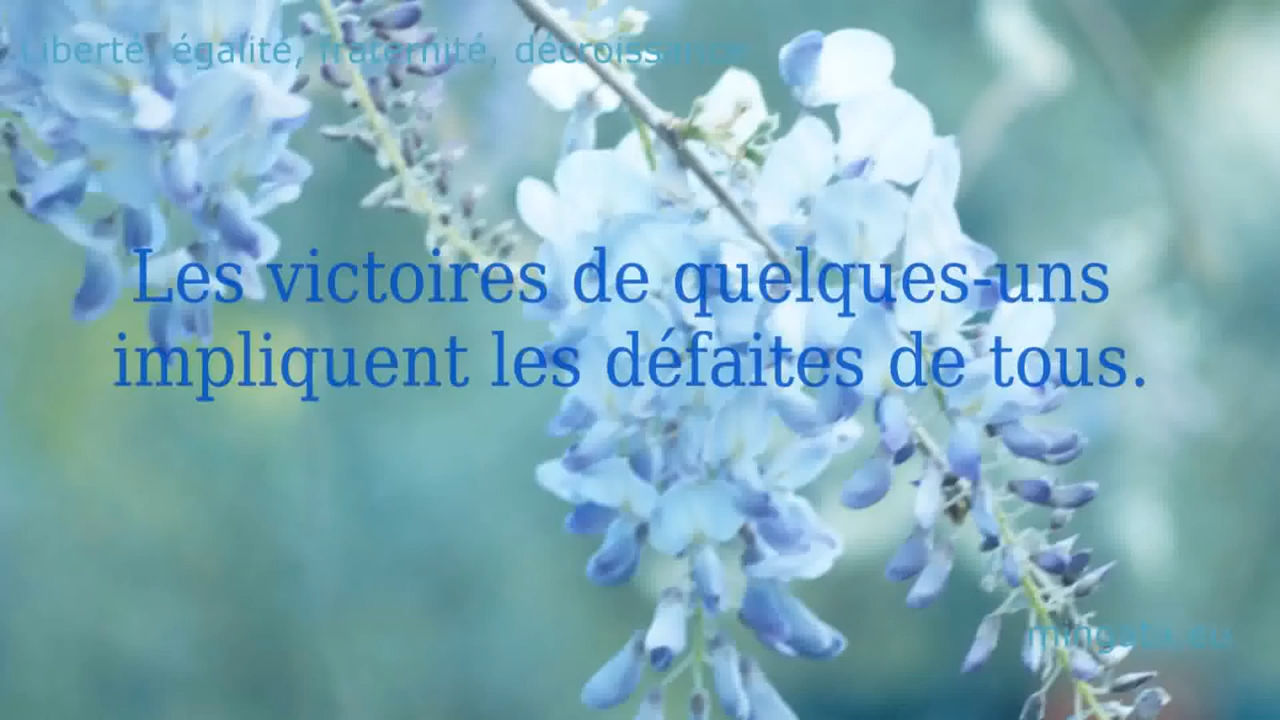 Liberté, égalité, fraternité, décroissance
Les victoires de quelques-uns
impliquent les défaites de tous.
mingata.eu